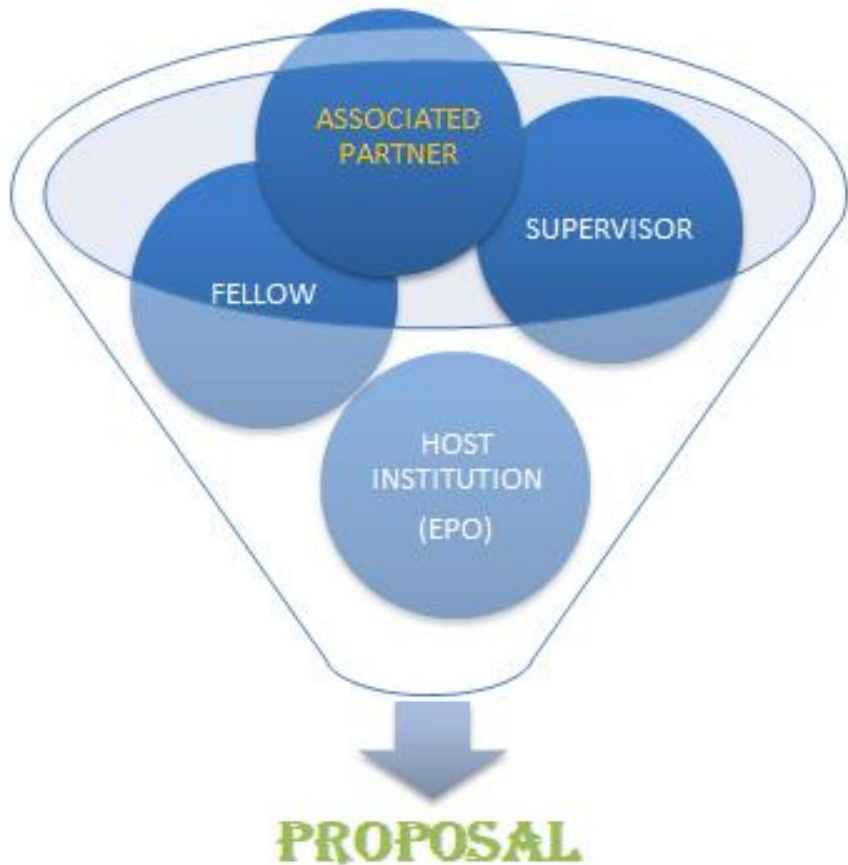 ASSOCIATED
PARTNER
SUPERVISOR
FELLOW
HOST
INSTITUTION
(EPO)
PROPOSAL